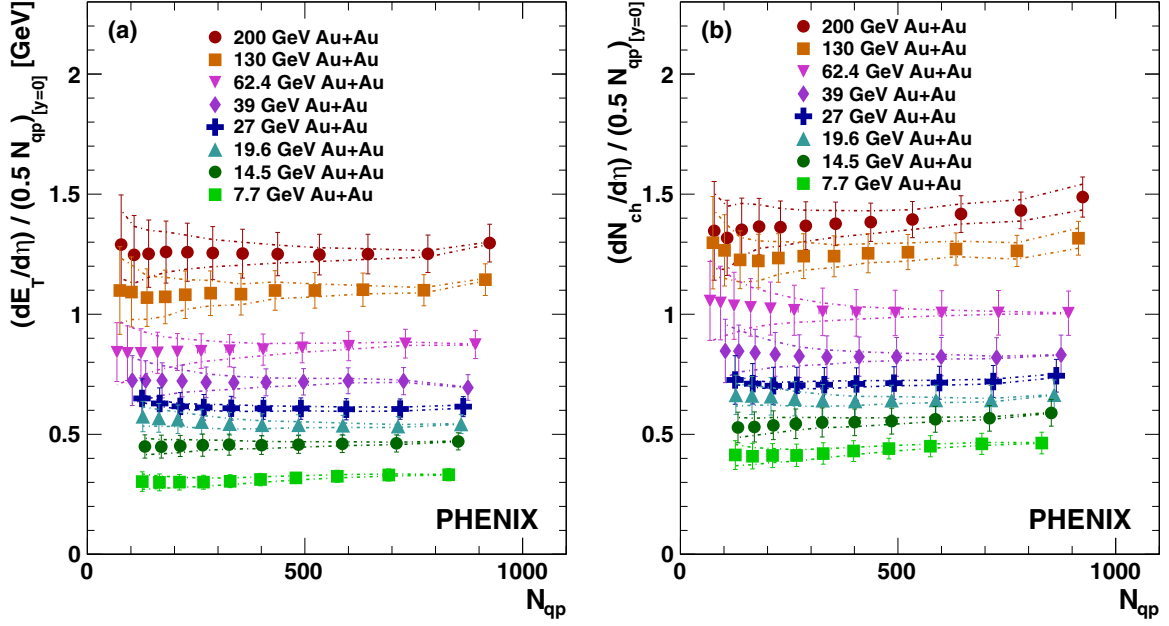 (a)
200 GeV Au+Au
130 GeV Au+Au
62.4 GeV Au+Au
39 GeV Au+Au
27 GeV Au+Au
19.6 GeV Au+Au
14.5 GeV Au+Au
7.7 GeV Au+Au
(dE_T/dη) / (0.5 N_qp)_[y=0] [GeV]
2
1.5
1
0.5
0
PHENIX
0 500 1000
N_qp
(b)
200 GeV Au+Au
130 GeV Au+Au
62.4 GeV Au+Au
39 GeV Au+Au
27 GeV Au+Au
19.6 GeV Au+Au
14.5 GeV Au+Au
7.7 GeV Au+Au
(dN_ch/dη) / (0.5 N_qp)_[y=0]
2
1.5
1
0.5
0
PHENIX
0 500 1000
N_qp